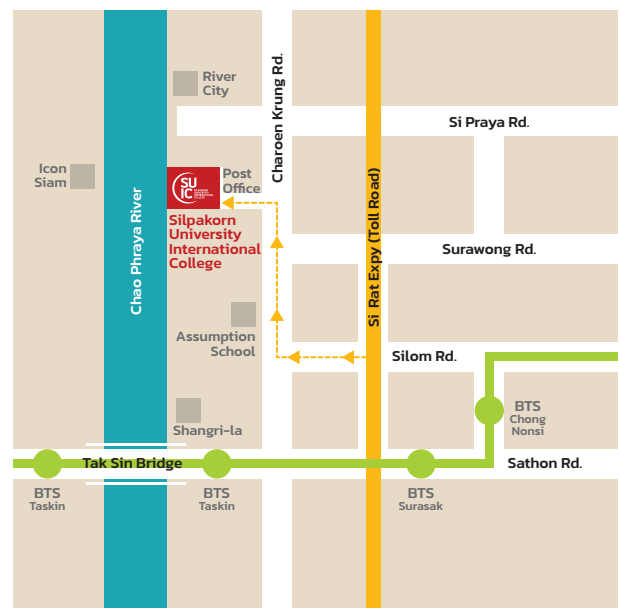 River
City
Charoen Krung Rd.
Si Praya Rd.
Icon
Siam
SU
IC
Post
Office
Silpakorn
University
International
College
Chao Phraya River
Si Rat Expy (Toll Road)
Surawong Rd.
Assumption
School
Silom Rd.
Shangri-la
BTS
Chong
Nonsi
Tak Sin Bridge
Sathon Rd.
BTS
Taskin
BTS
Taskin
BTS
Surasak